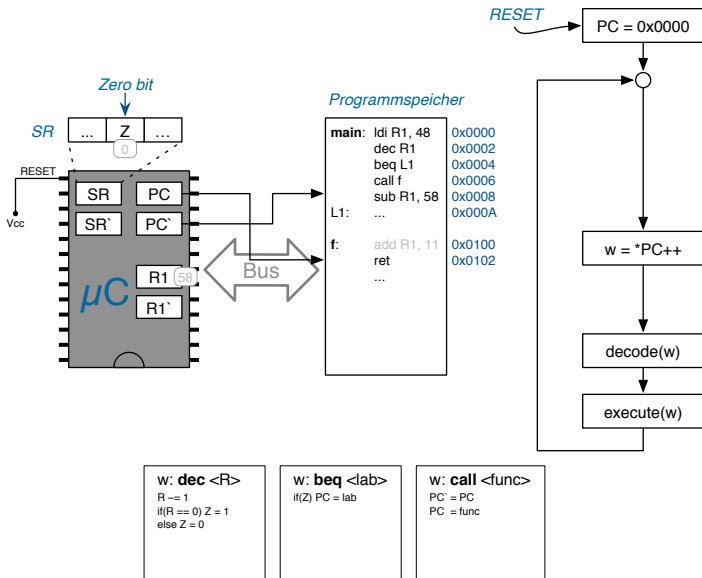 RESET
PC = 0x0000
Zero bit
Programmspeicher
SR
... Z ...
0
main: ldi R1, 48 0x0000
dec R1 0x0002
beq L1 0x0004
call f 0x0006
sub R1, 58 0x0008
L1: ... 0x000A
f: add R1, 11 0x0100
ret 0x0102
...
RESET
Vcc
SR PC
SR` PC`
R1 58
R1`
µC
Bus
w = *PC++
decode(w)
execute(w)
w: dec <R>
R −= 1
if(R == 0) Z = 1
else Z = 0
w: beq <lab>
if(Z) PC = lab
w: call <func>
PC` = PC
PC = func